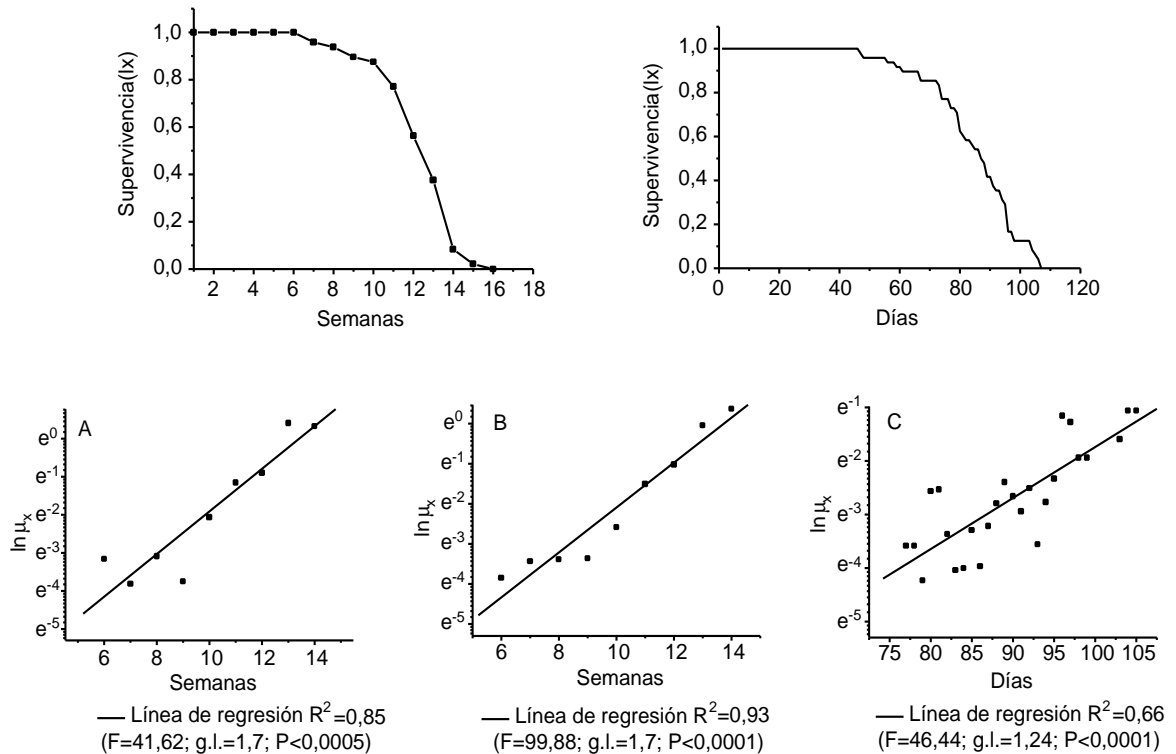 Supervivencia(lx)
1,0
0,8
0,6
0,4
0,2
0,0
2 4 6 8 10 12 14 16 18
Semanas
Supervivencia(lx)
1,0
0,8
0,6
0,4
0,2
0,0
0 20 40 60 80 100 120
Días
A
ln μx
e^0
e^-1
e^-2
e^-3
e^-4
e^-5
6 8 10 12 14
Semanas
Línea de regresión R²=0,85
(F=41,62; g.l.=1,7; P<0,0005)
B
ln μx
e^0
e^-1
e^-2
e^-3
e^-4
e^-5
6 8 10 12 14
Semanas
Línea de regresión R²=0,93
(F=99,88; g.l.=1,7; P<0,0001)
C
ln μx
e^-1
e^-2
e^-3
e^-4
e^-5
75 80 85 90 95 100 105
Días
Línea de regresión R²=0,66
(F=46,44; g.l.=1,24; P<0,0001)